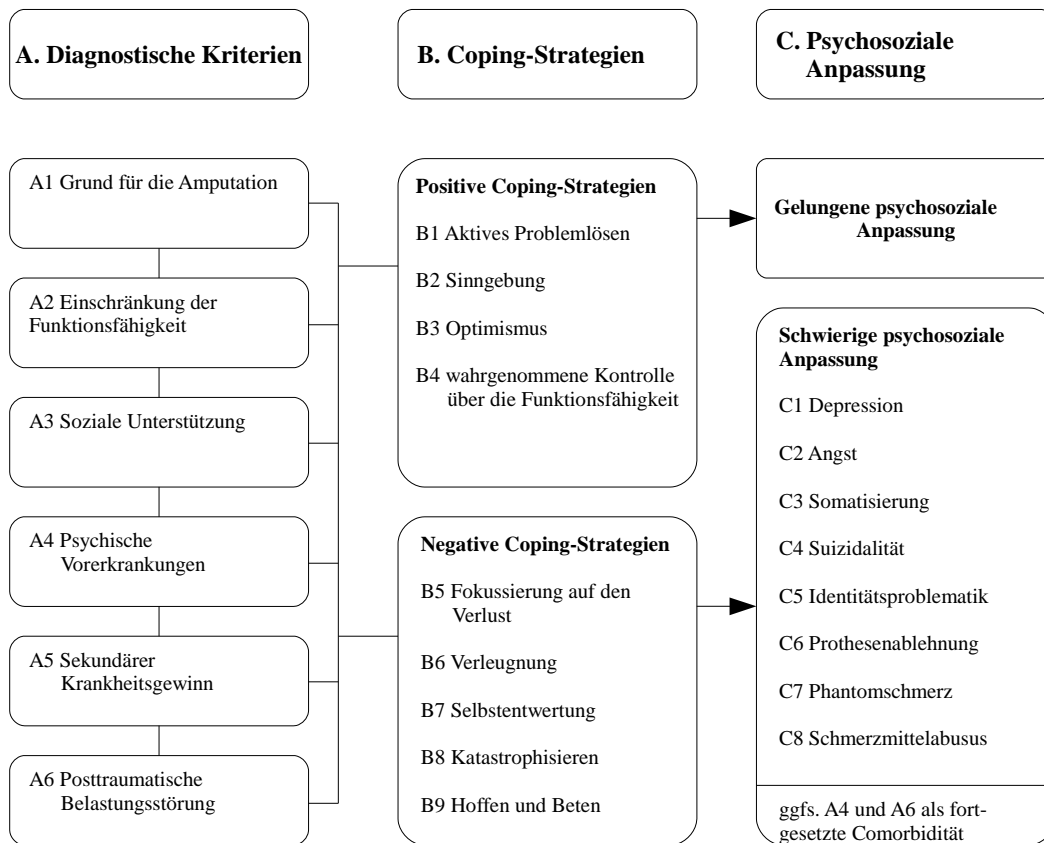 A. Diagnostische Kriterien
B. Coping-Strategien
C. Psychosoziale
Anpassung
A1 Grund für die Amputation
A2 Einschränkung der
Funktionsfähigkeit
A3 Soziale Unterstützung
A4 Psychische
Vorerkrankungen
A5 Sekundärer
Krankheitsgewinn
A6 Posttraumatische
Belastungsstörung
Positive Coping-Strategien
B1 Aktives Problemlösen
B2 Sinngebung
B3 Optimismus
B4 wahrgenommene Kontrolle
über die Funktionsfähigkeit
Negative Coping-Strategien
B5 Fokussierung auf den
Verlust
B6 Verleugnung
B7 Selbstentwertung
B8 Katastrophisieren
B9 Hoffen und Beten
Gelungene psychosoziale
Anpassung
Schwierige psychosoziale
Anpassung
C1 Depression
C2 Angst
C3 Somatisierung
C4 Suizidalität
C5 Identitätsproblematik
C6 Prothesenablehnung
C7 Phantomschmerz
C8 Schmerzmittelabusus
ggfs. A4 und A6 als fort-
gesetzte Comorbidität